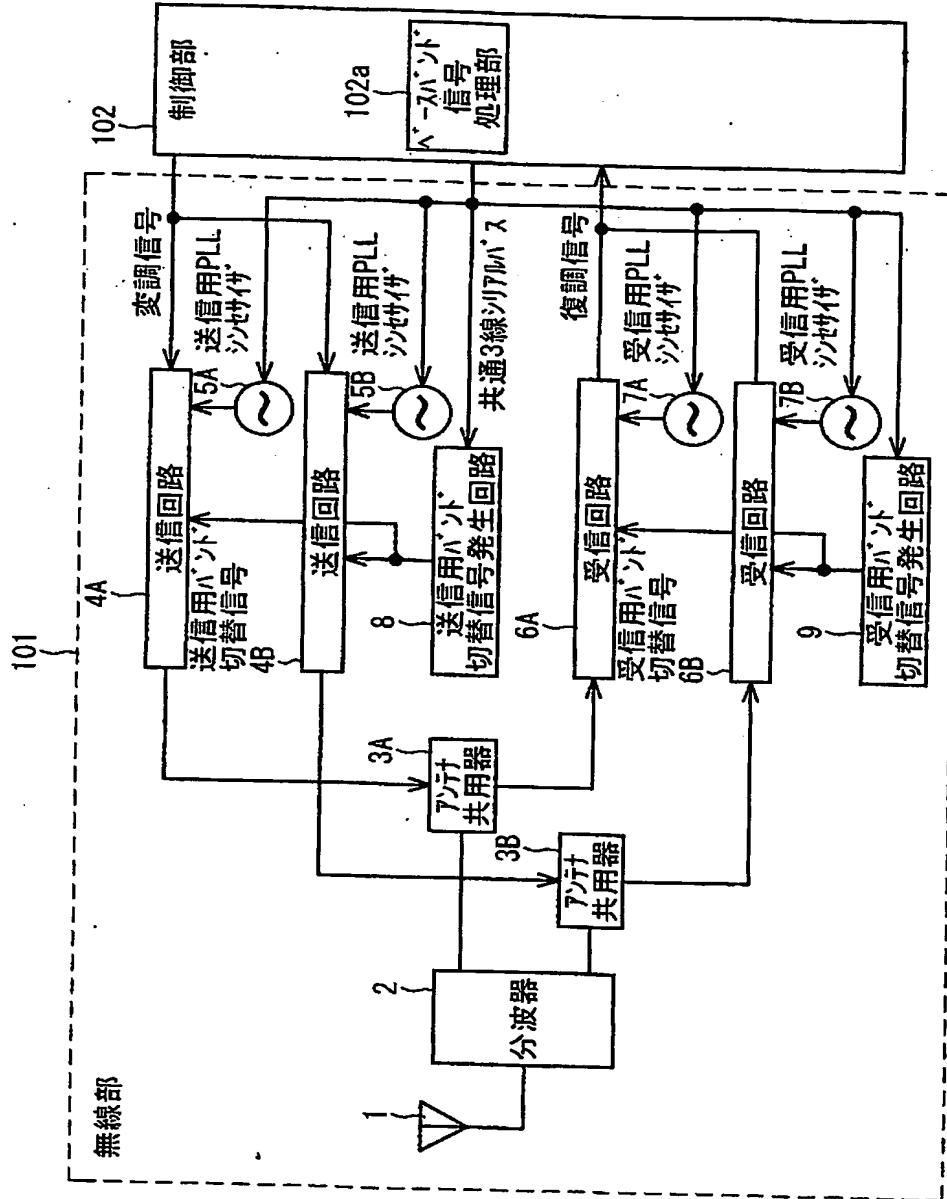 101
無線部
1
2
分波器
3A
アンテナ
共用器
3B
アンテナ
共用器
4A
送信回路
送信用バンド
切替信号
4B
送信回路
変調信号
送信用PLL
シンセサイザ
5A
送信用PLL
シンセサイザ
5B
共通3線シリアルバス
8
送信用バンド
切替信号発生回路
6A
受信回路
受信用バンド
切替信号
6B
受信回路
復調信号
受信用PLL
シンセサイザ
7A
受信用PLL
シンセサイザ
7B
9
受信用バンド
切替信号発生回路
102
制御部
102a
ベースバンド
信号
処理部